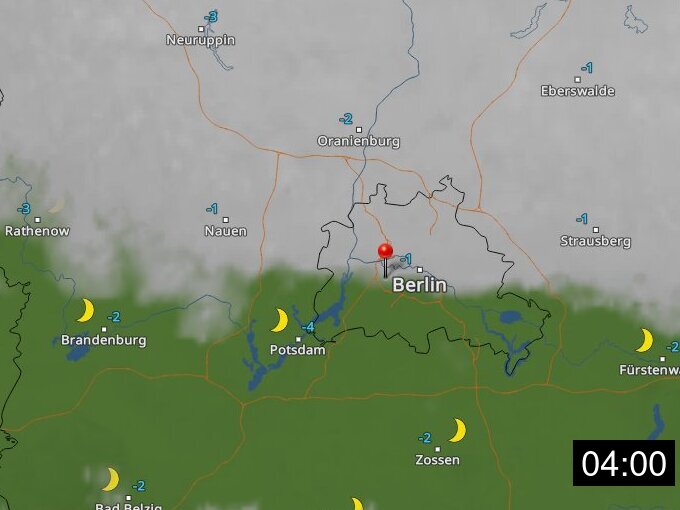 -3
Neuruppin
-1
Eberswalde
-2
Oranienburg
-3
Rathenow
-1
Nauen
-1
Strausberg
-1
Berlin
-2
Brandenburg
-4
Potsdam
-2
Fürstenwa
-2
Zossen
04:00
-2
Bad Belzig